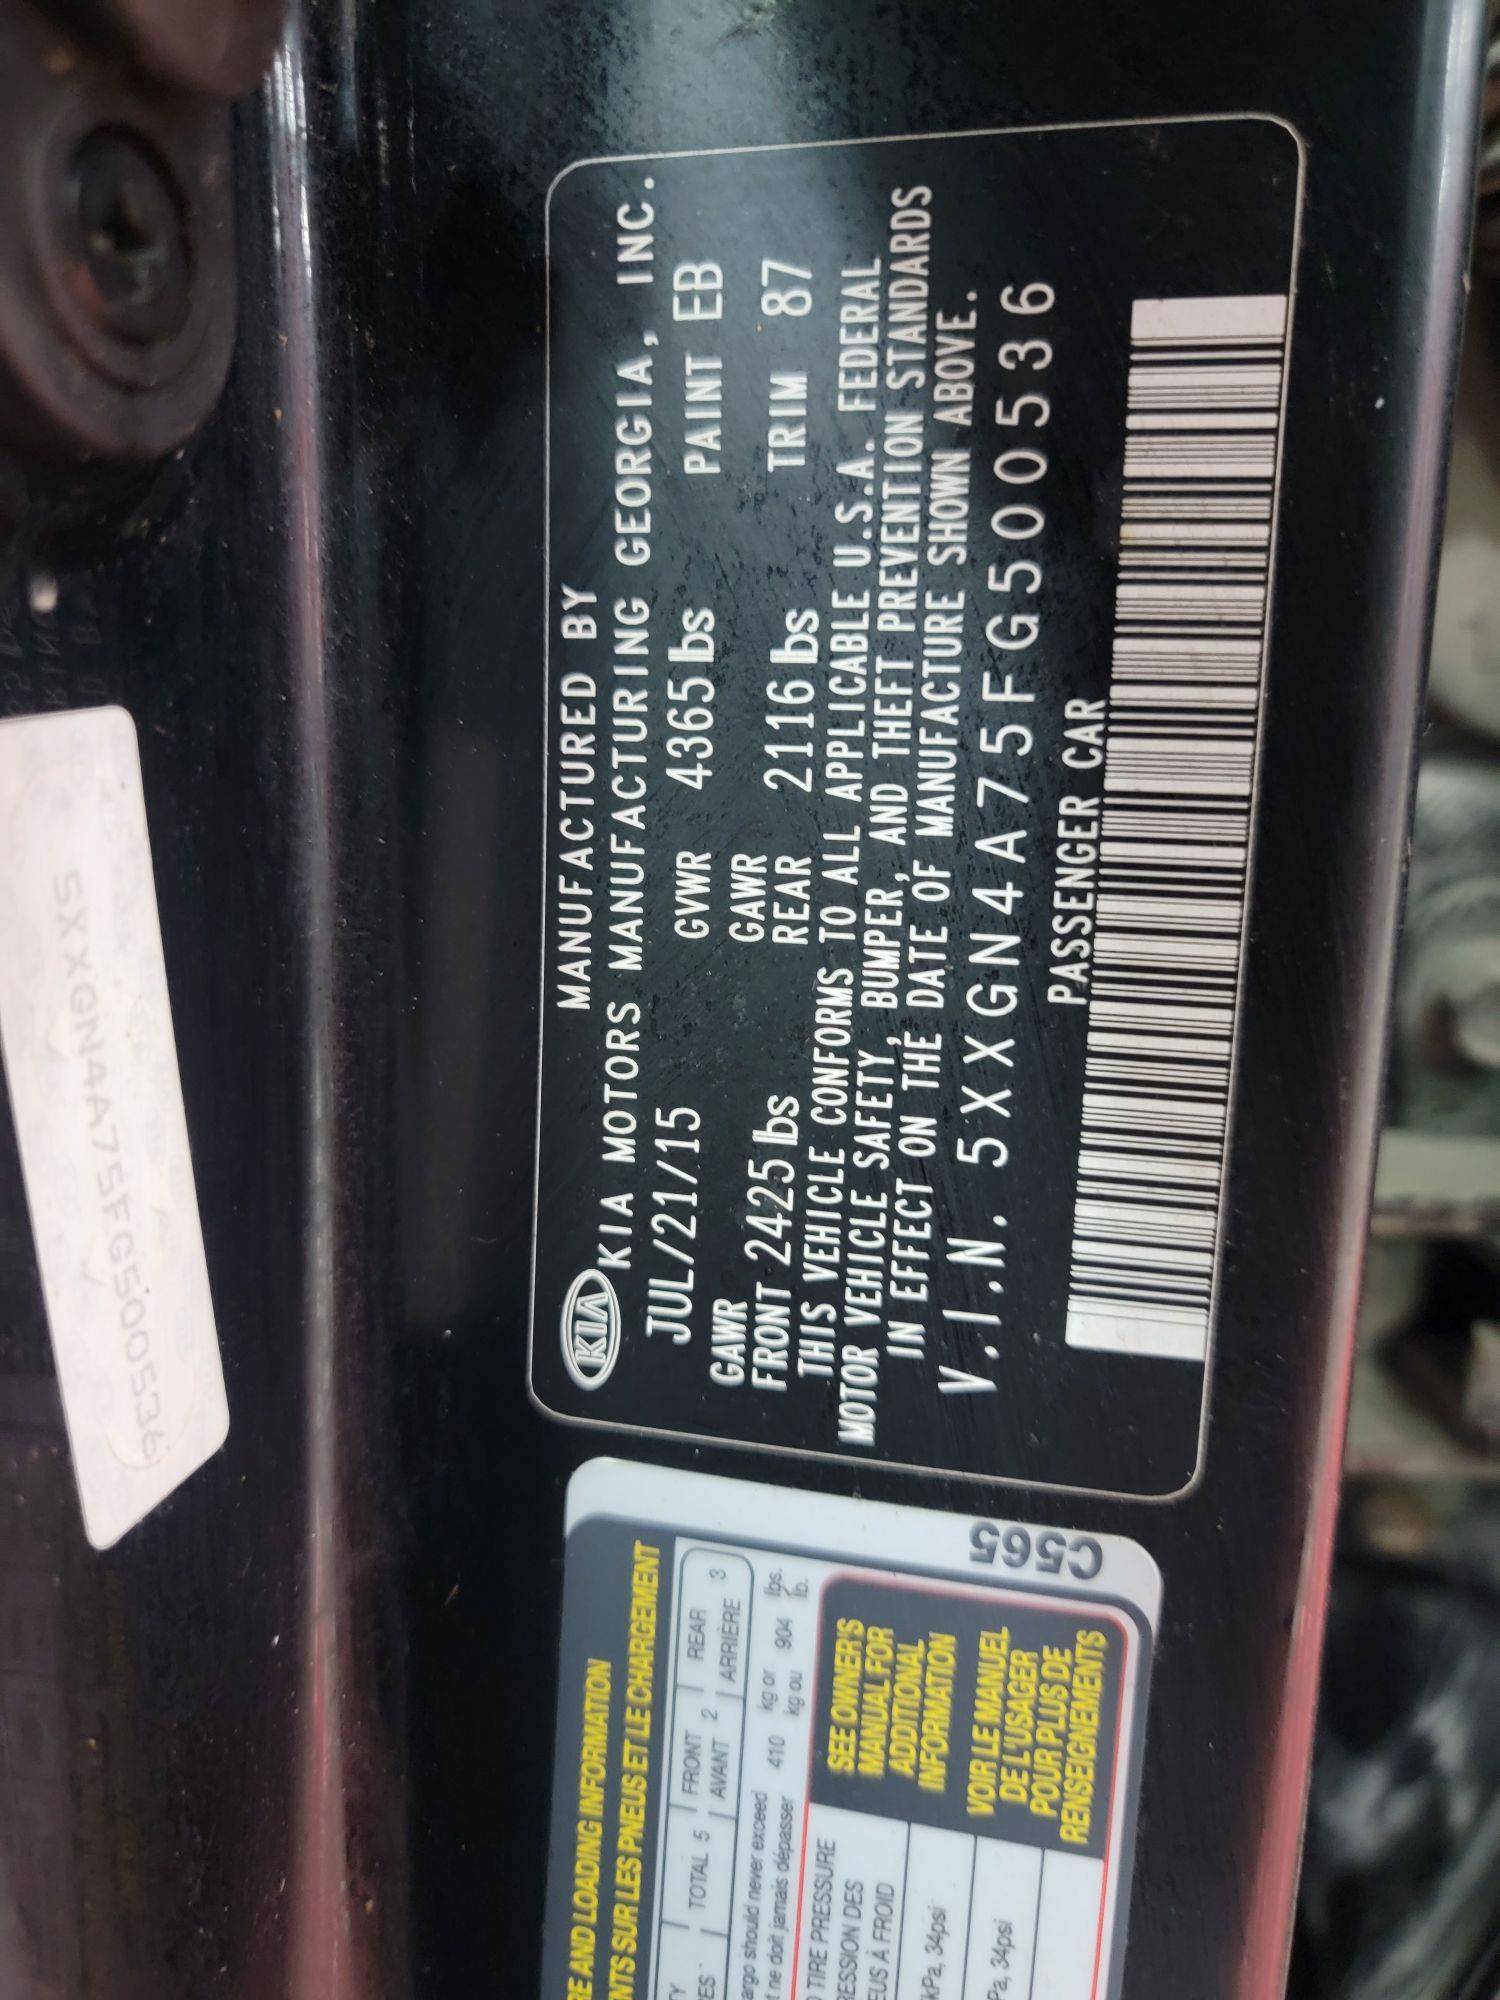 KIA
MANUFACTURED BY
KIA MOTORS MANUFACTURING GEORGIA, INC.
JUL/21/15 GVWR 4365 lbs PAINT EB
GAWR FRONT 2425 lbs GAWR REAR 2116 lbs TRIM 87
THIS VEHICLE CONFORMS TO ALL APPLICABLE U.S.A. FEDERAL
MOTOR VEHICLE SAFETY, BUMPER, AND THEFT PREVENTION STANDARDS
IN EFFECT ON THE DATE OF MANUFACTURE SHOWN ABOVE.
V.I.N. 5XXGN4A75FG500536
PASSENGER CAR
5XXGN4A75FG500536
C565
AND LOADING INFORMATION
SUR LES PNEUS ET LE CHARGEMENT
TOTAL 5 FRONT AVANT 2 REAR ARRIÈRE 3
should never exceed 410 kg or 904 lbs.
ne doit jamais dépasser kg ou lb.
TIRE PRESSURE
DES
À FROID
34psi
34psi
SEE OWNER'S
MANUAL FOR
ADDITIONAL
INFORMATION
VOIR LE MANUEL
DE L'USAGER
POUR PLUS DE
RENSEIGNEMENTS